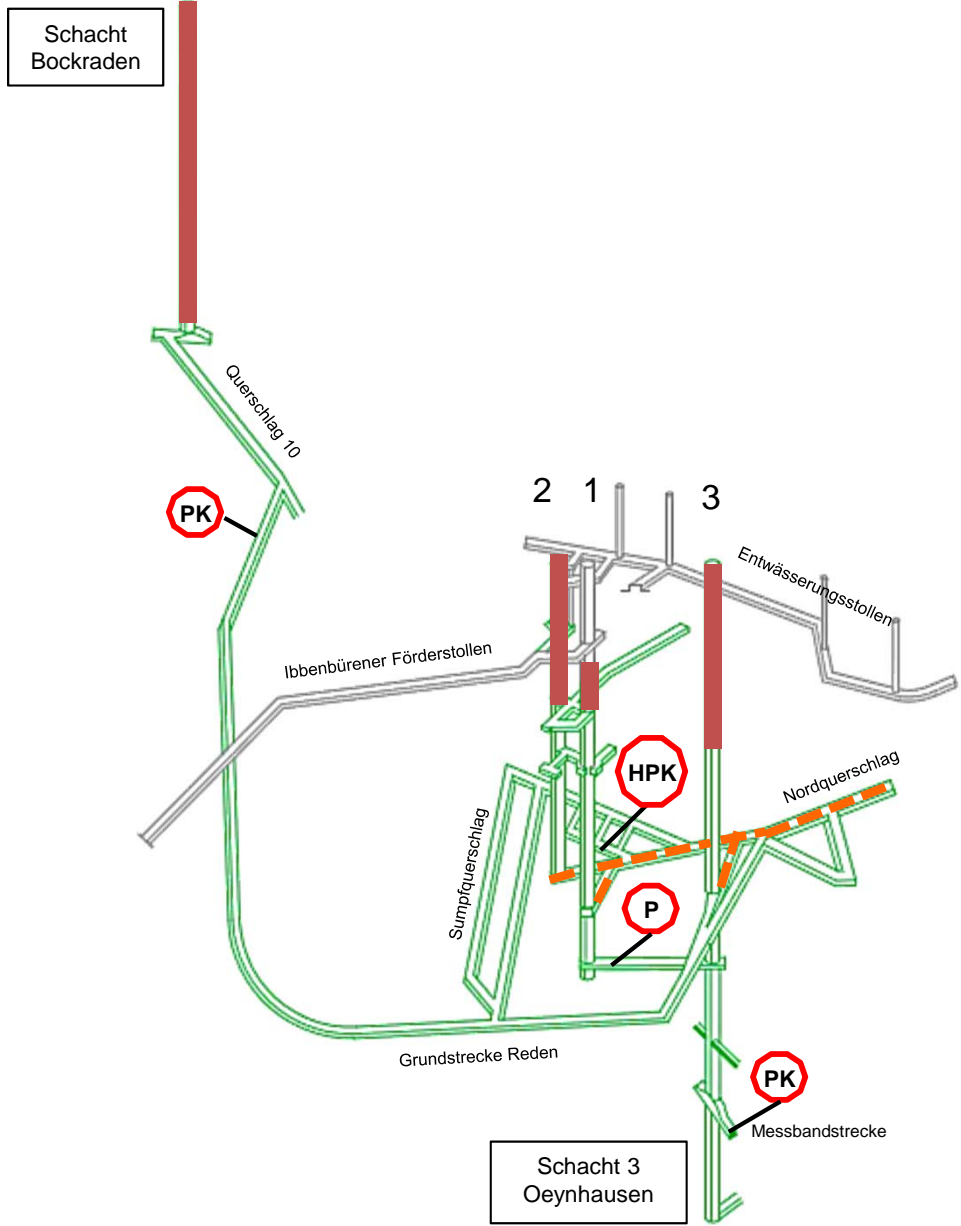 Schacht
Bockraden
Querschlag 10
PK
2
1
3
Entwässerungsstollen
Ibbenbürener Förderstollen
HPK
Nordquerschlag
Sumpfquerschlag
P
Grundstrecke Reden
PK
Messbandstrecke
Schacht 3
Oeynhausen